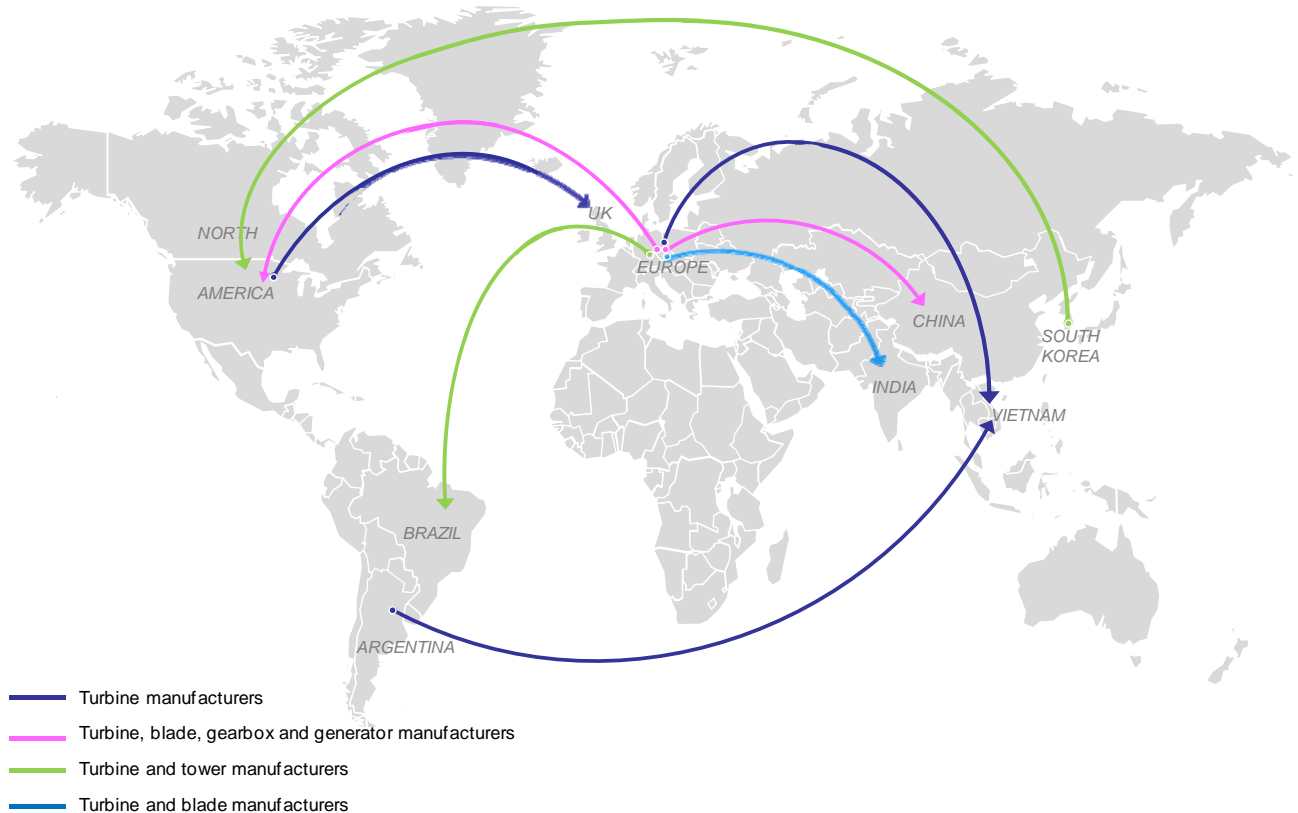 NORTH
AMERICA
UK
EUROPE
CHINA
SOUTH
KOREA
INDIA
VIETNAM
BRAZIL
ARGENTINA
Turbine manufacturers
Turbine, blade, gearbox and generator manufacturers
Turbine and tower manufacturers
Turbine and blade manufacturers